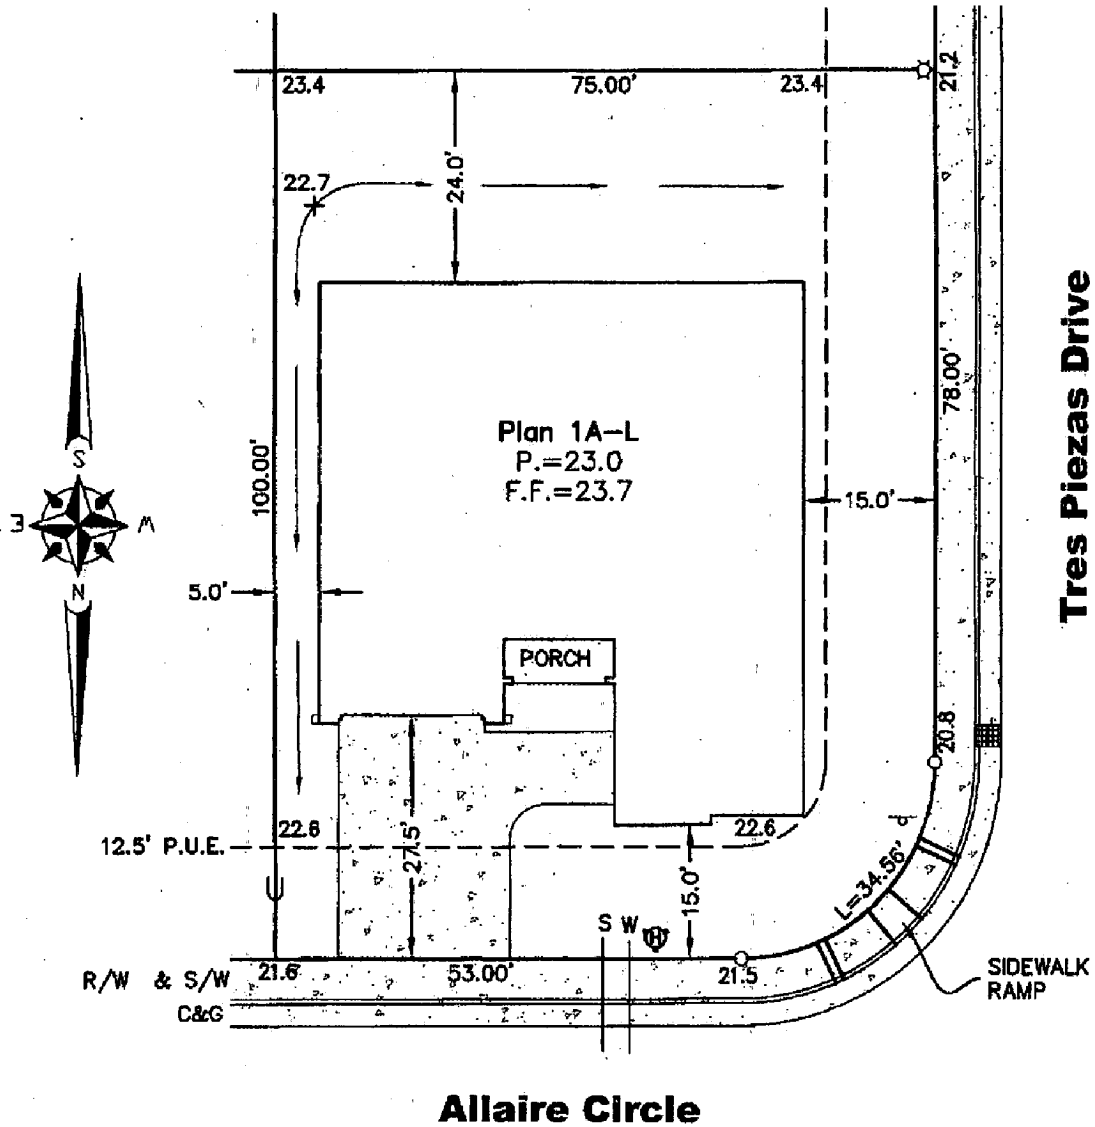 23.4
75.00'
23.4
21.2
22.7
24.0'
Plan 1A-L
P.=23.0
F.F.=23.7
78.00'
Tres Piezas Drive
100.00'
15.0'
S
E
W
N
5.0'
PORCH
20.8
22.6
12.5' P.U.E.
27.5'
22.6
15.0'
L=34.56'
S W
H
21.6
53.00'
21.5
R/W & S/W
C&G
SIDEWALK
RAMP
Allaire Circle